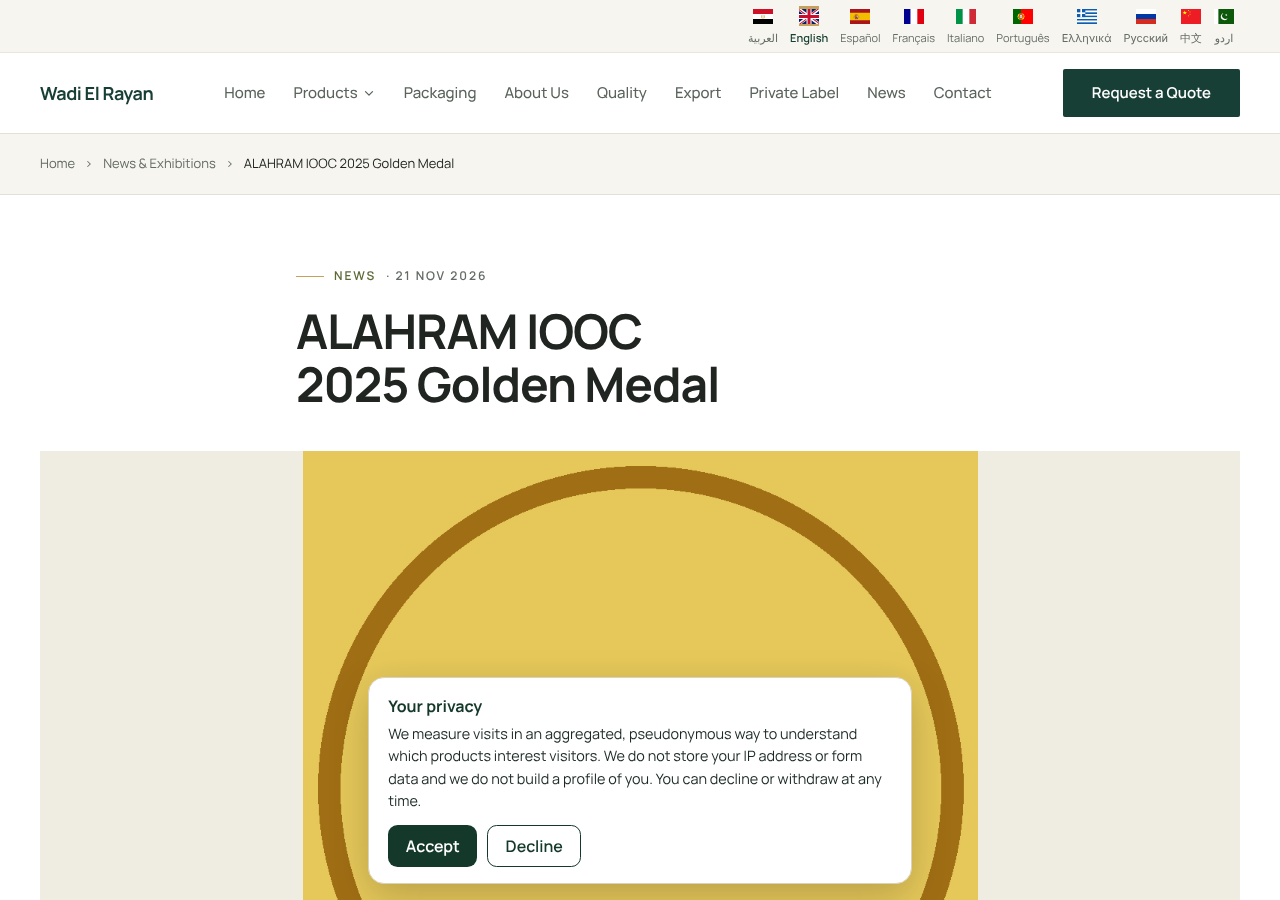 العربية
English
Español
Français
Italiano
Português
Ελληνικά
Русский
中文
اردو
Wadi El Rayan
Home
Products
Packaging
About Us
Quality
Export
Private Label
News
Contact
Request a Quote
Home › News & Exhibitions › ALAHRAM IOOC 2025 Golden Medal
NEWS · 21 NOV 2026
ALAHRAM IOOC
2025 Golden Medal
Your privacy
We measure visits in an aggregated, pseudonymous way to understand
which products interest visitors. We do not store your IP address or form
data and we do not build a profile of you. You can decline or withdraw at any
time.
Accept
Decline